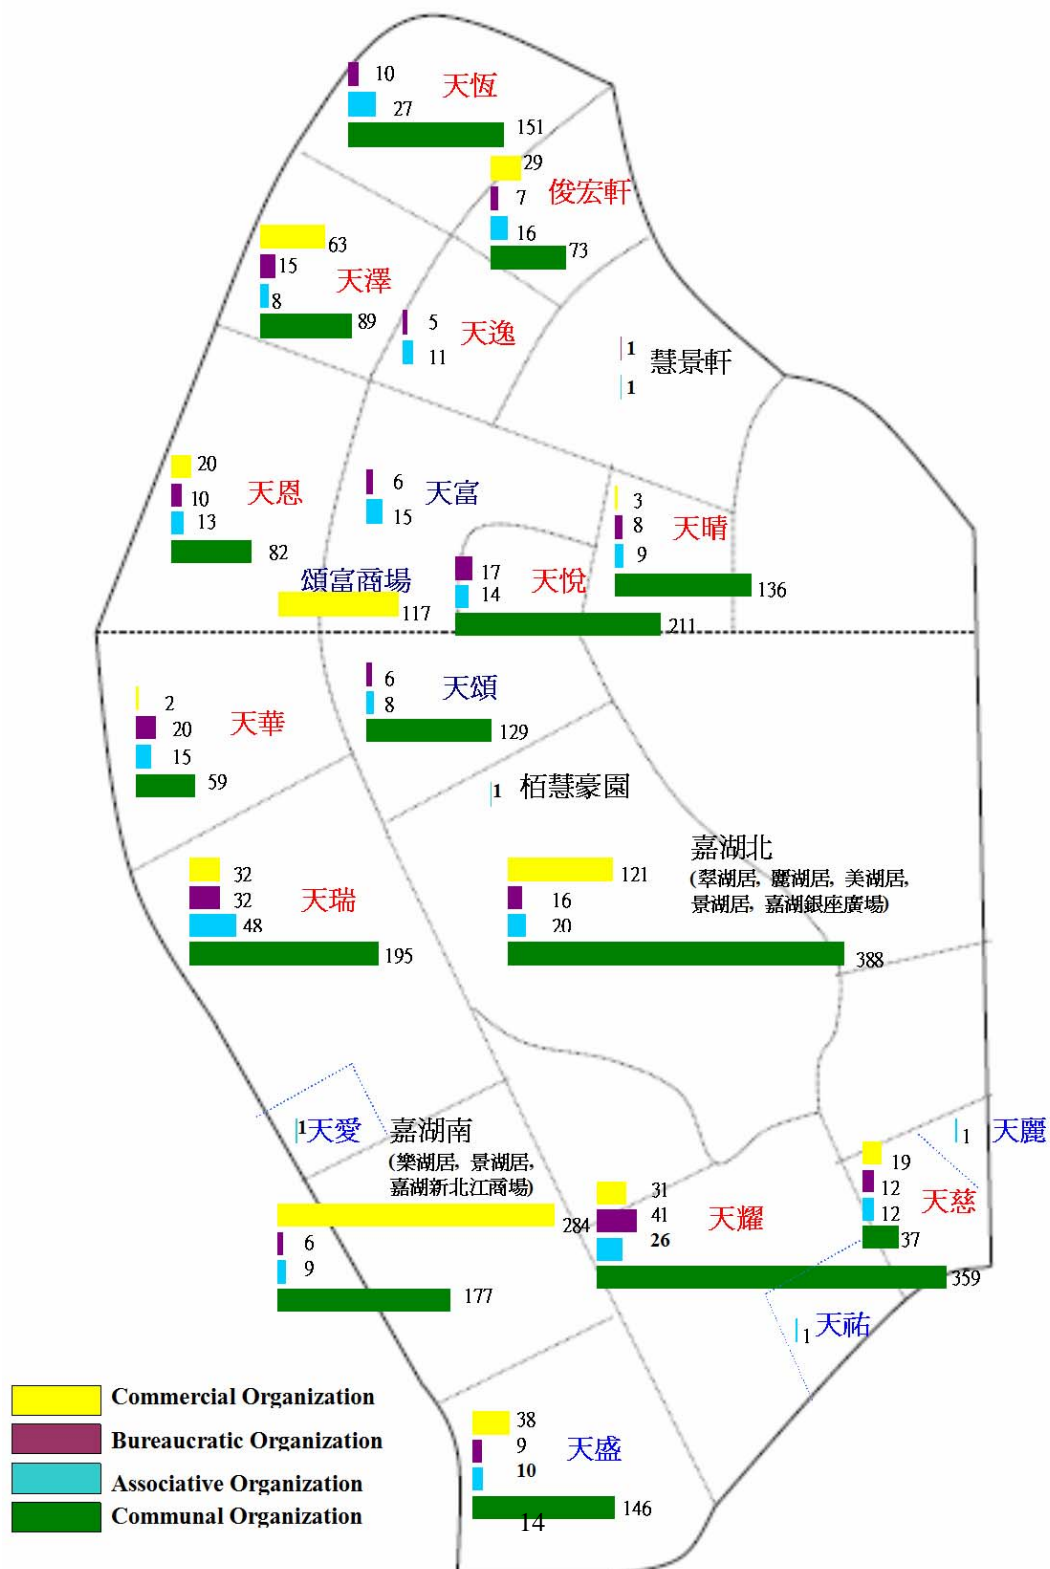 10
天恆
27
151
29
俊宏軒
7
16
73
63
15
天澤
8
89
5
天逸
11
1
慧景軒
1
20
10
天恩
13
82
6
天富
15
3
8
天晴
9
136
頌富商場
117
17
天悅
14
211
6
天頌
8
129
2
20
天華
15
59
1
栢慧豪園
嘉湖北
(翠湖居, 麗湖居, 美湖居,
景湖居, 嘉湖銀座廣場)
121
16
20
388
32
32
天瑞
48
195
1
天愛
嘉湖南
(樂湖居, 景湖居,
嘉湖新北江商場)
284
6
9
177
1
天麗
19
12
天慈
12
37
31
41
天耀
26
359
1
天祐
38
9
天盛
10
146
14
Commercial Organization
Bureaucratic Organization
Associative Organization
Communal Organization